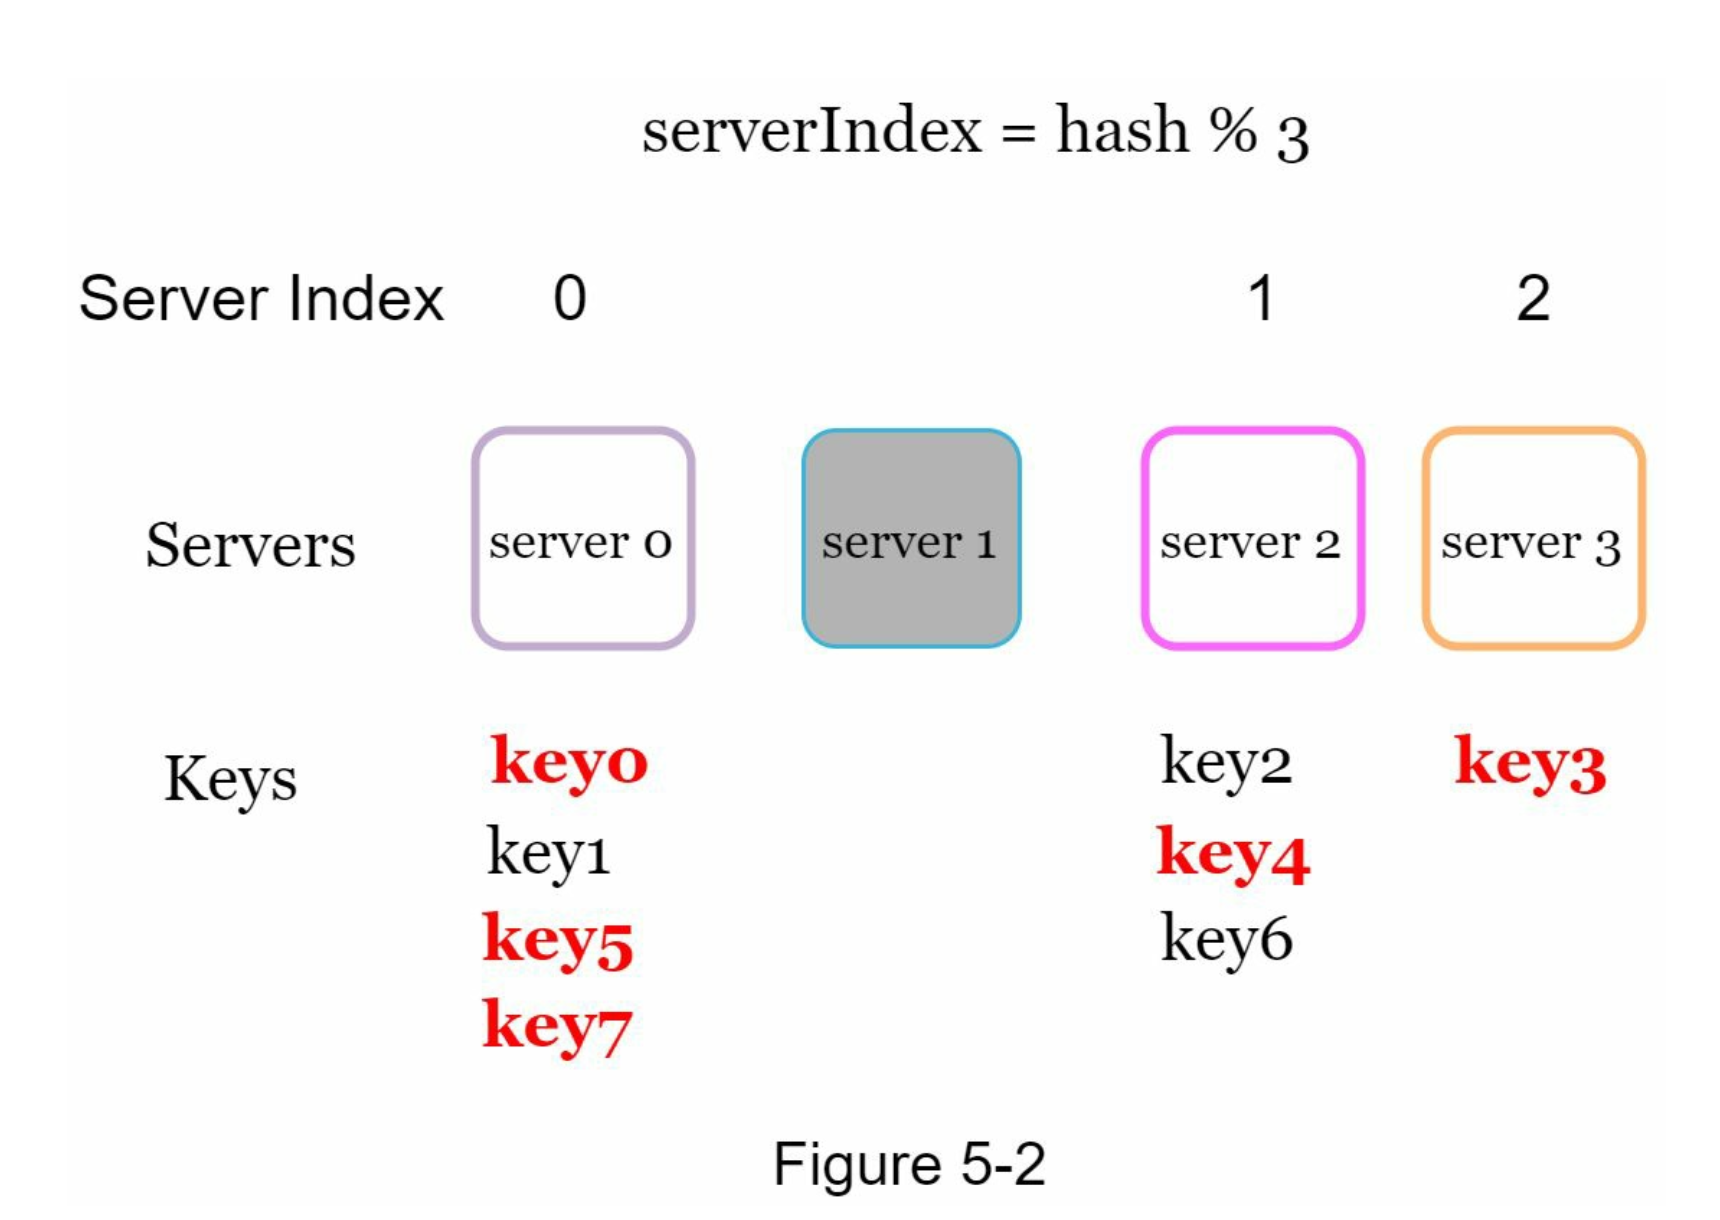 serverIndex = hash % 3
Server Index 0 1 2
Servers server 0 server 1 server 2 server 3
Keys key0 key2 key3
key1 key4
key5 key6
key7
Figure 5-2